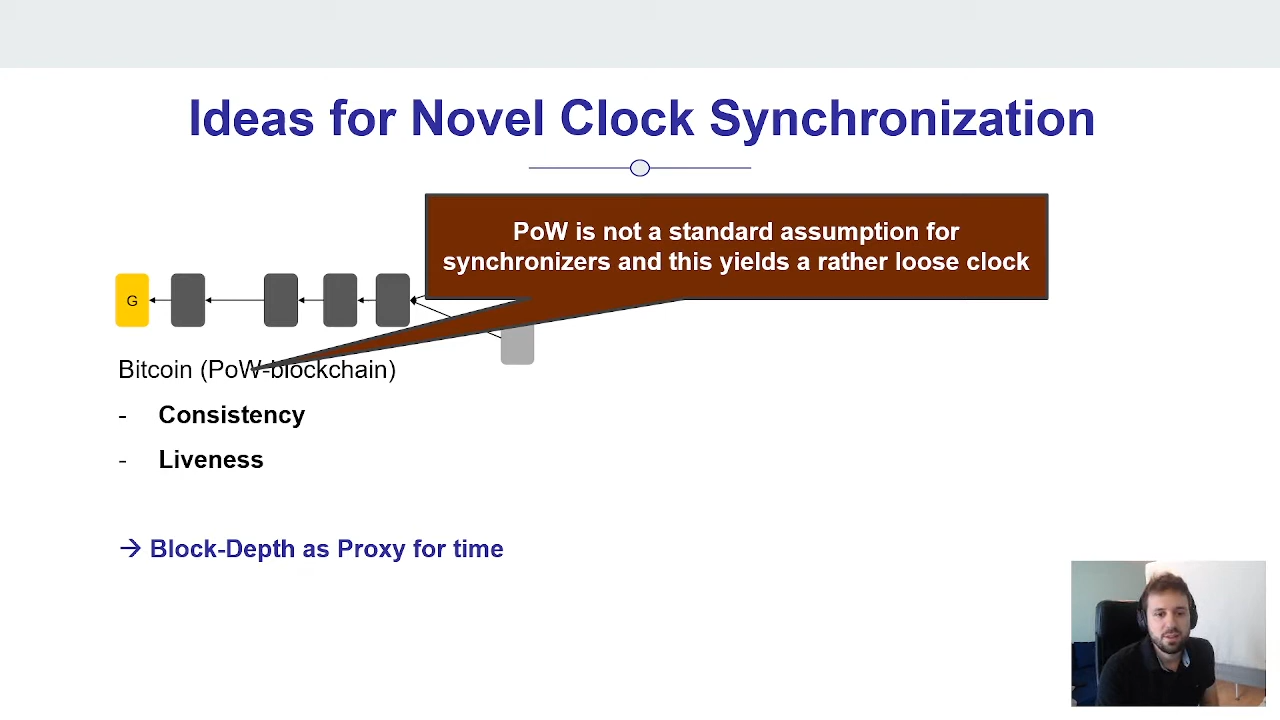 Ideas for Novel Clock Synchronization
PoW is not a standard assumption for
synchronizers and this yields a rather loose clock
G
Bitcoin (PoW-blockchain)
- Consistency
- Liveness
→ Block-Depth as Proxy for time